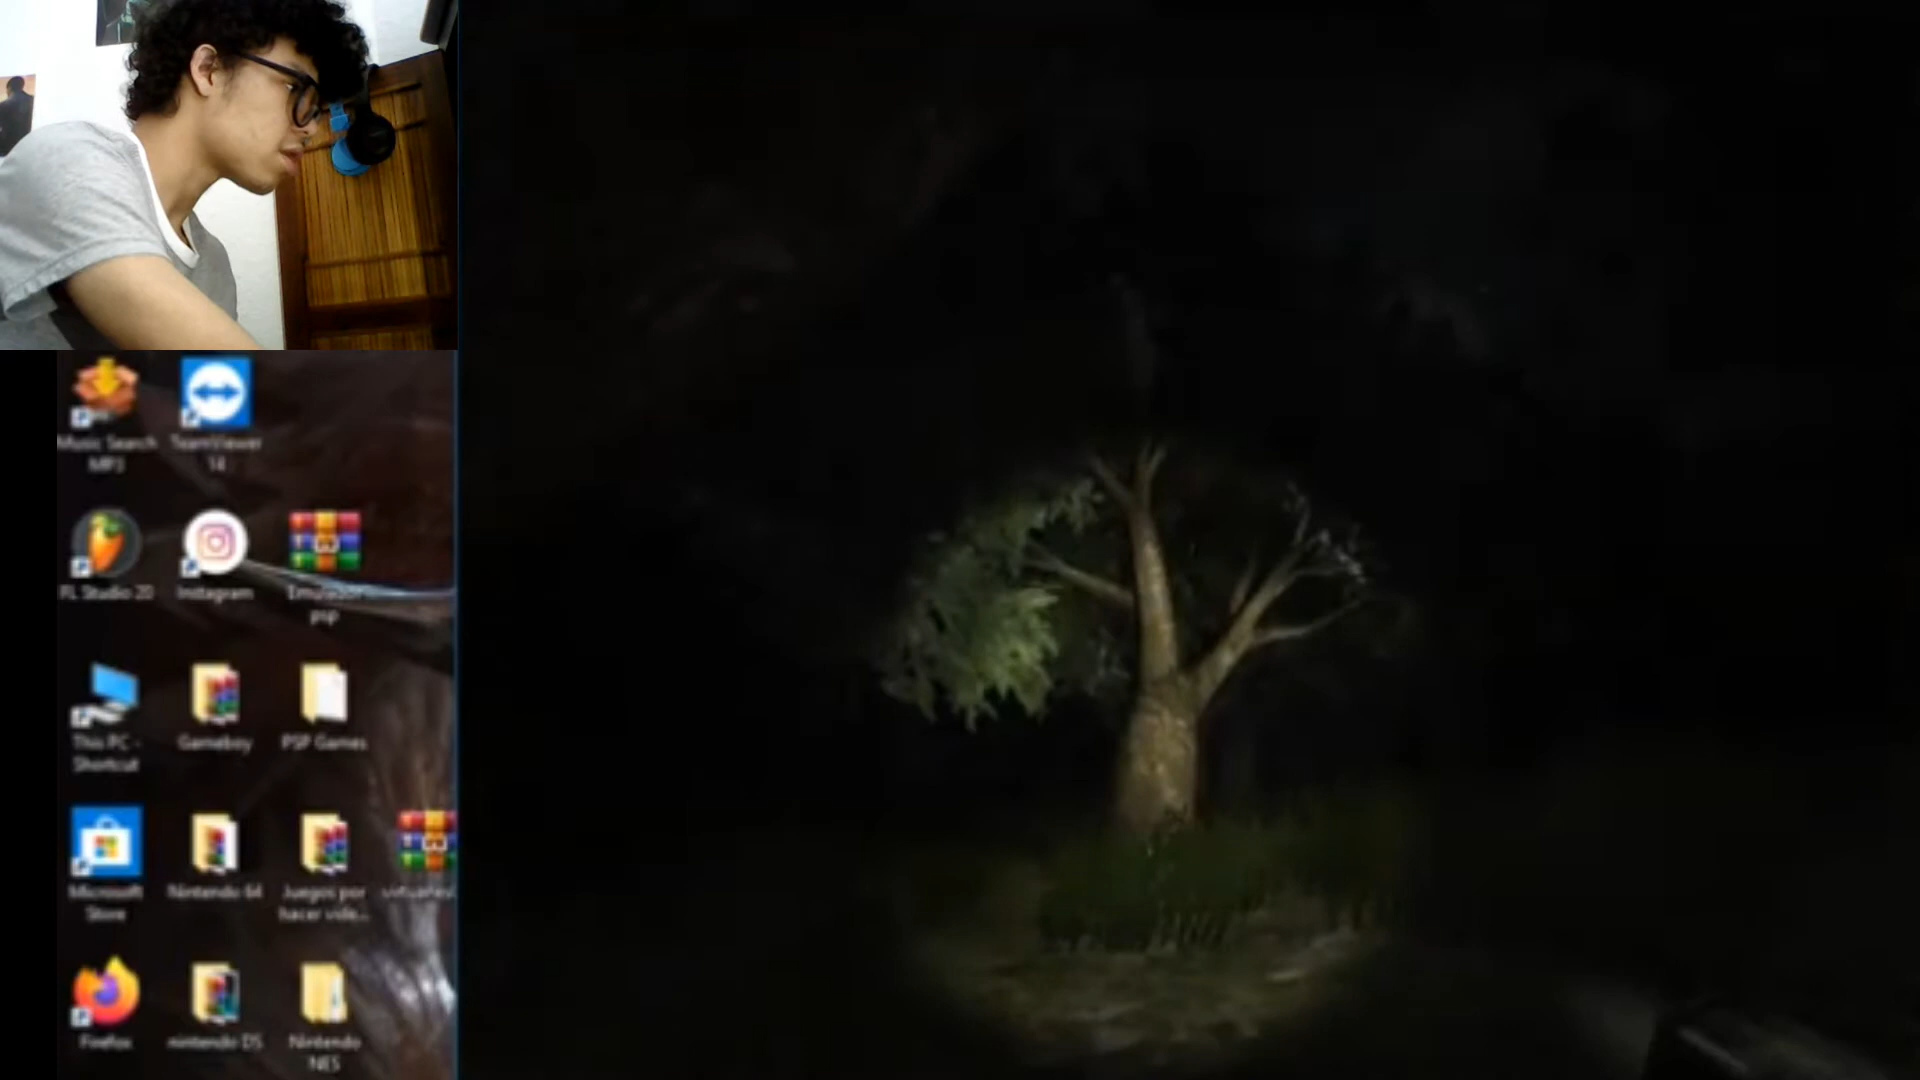 Music Search
MP3
TeamViewer
14
FL Studio 20
Instagram
Emulador
PSP
This PC -
Shortcut
Gameboy
PSP Games
Microsoft
Store
Nintendo 64
Juegos por
hacer vide...
Firefox
nintendo DS
Nintendo
NES